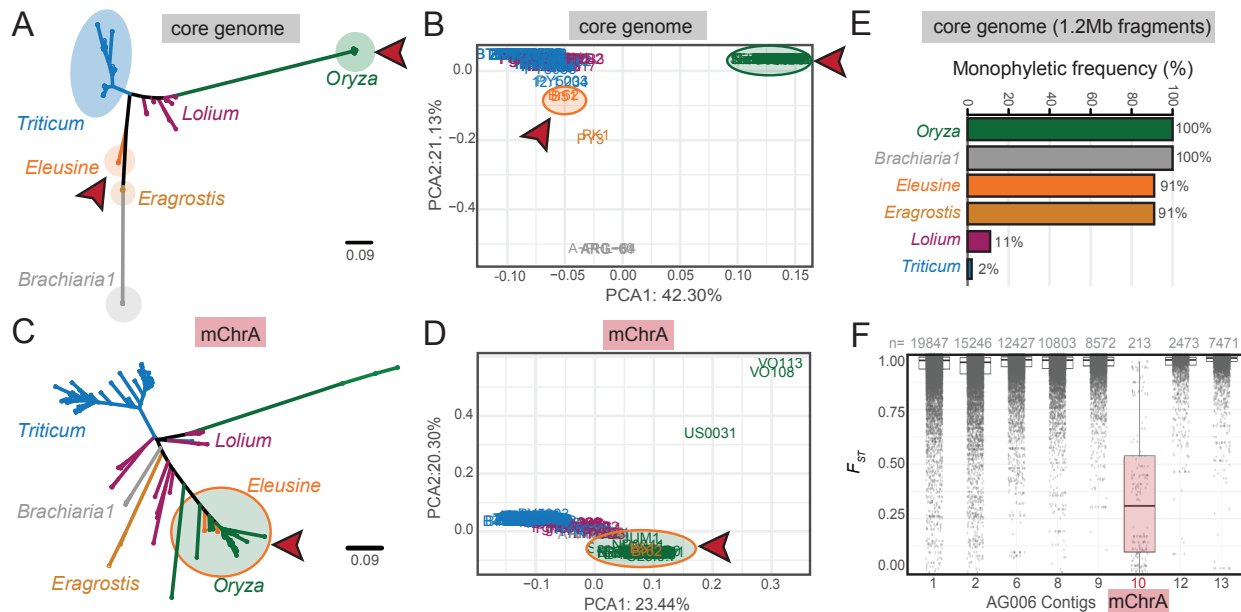 A
core genome
Oryza
Triticum
Lolium
Eleusine
Eragrostis
Brachiaria1
0.09
B
core genome
PCA2:21.13%
0.0
−0.2
−0.4
PY3
-0.10
-0.05
0.00
0.05
0.10
0.15
PCA1: 42.30%
E
core genome (1.2Mb fragments)
Monophyletic frequency (%)
0
20
40
60
80
100
Oryza
100%
Brachiaria1
100%
Eleusine
91%
Eragrostis
91%
Lolium
11%
Triticum
2%
C
mChrA
Triticum
Lolium
Brachiaria1
Eleusine
Eragrostis
Oryza
0.09
D
mChrA
PCA2:20.30%
0.4
0.2
0.0
VO113
VO108
US0031
−0.1
0.0
0.1
0.2
0.3
PCA1: 23.44%
F
n= 19847 15246 12427 10803 8572 213 2473 7471
FST
1.00
0.75
0.50
0.25
0.00
1 2 6 8 9 10 12 13
AG006 Contigs mChrA